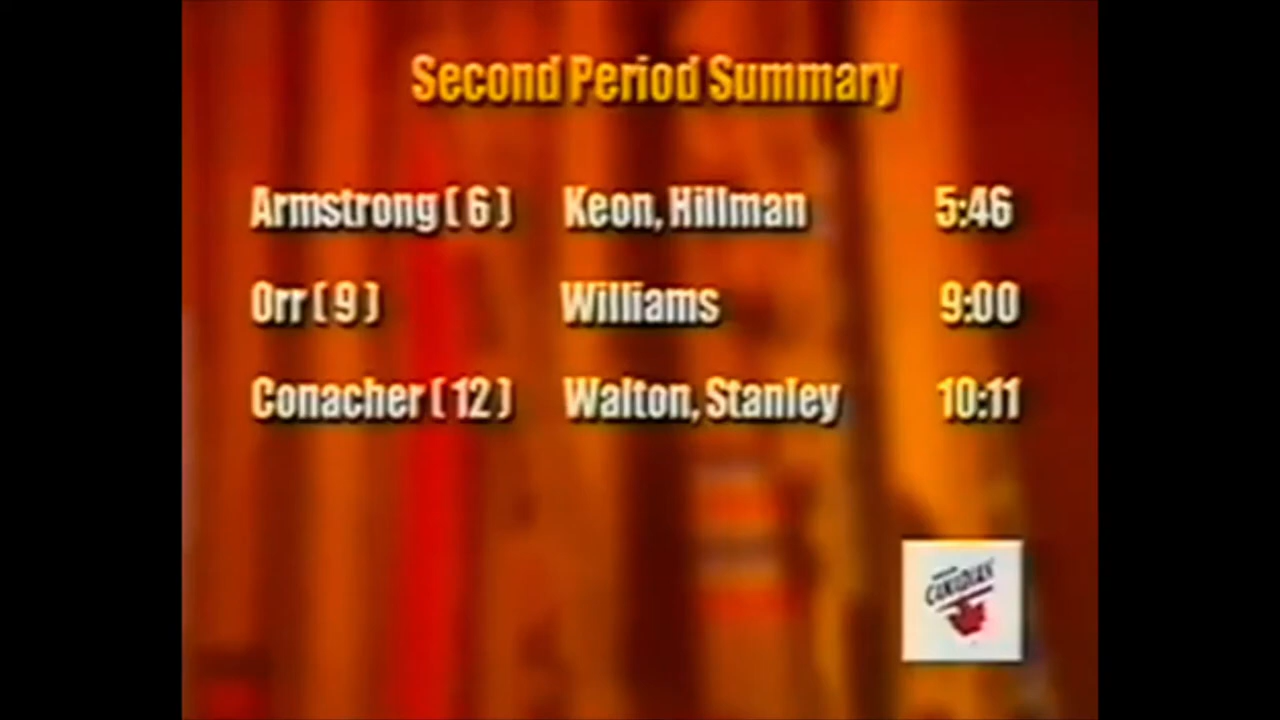 Second Period Summary
Armstrong ( 6 ) Keon, Hillman 5:46
Orr ( 9 ) Williams 9:00
Conacher ( 12 ) Walton, Stanley 10:11
CANADIAN